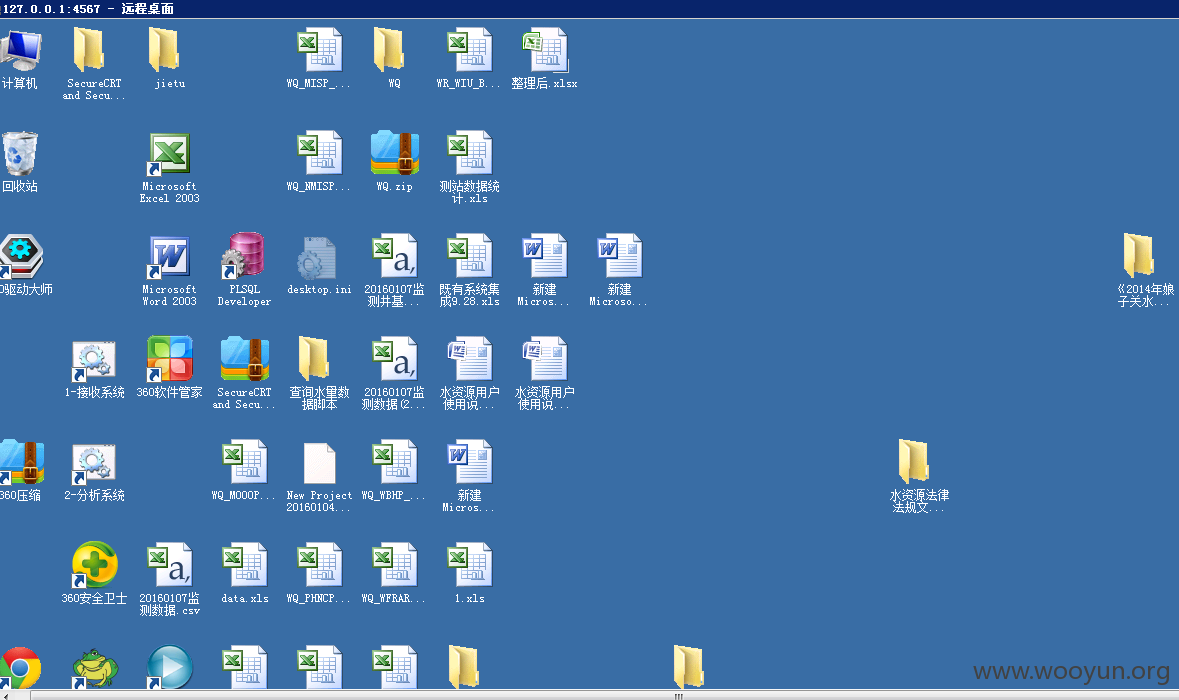 127.0.0.1:4567 - 远程桌面
计算机
SecureCRT
and Secu...
jietu
WQ_MISP_...
WQ
WR_WIU_B...
整理后.xlsx
回收站
Microsoft
Excel 2003
WQ_NMISP...
WQ.zip
测站数据统
计.xls
0驱动大师
Microsoft
Word 2003
PLSQL
Developer
desktop.ini
20160107监
测井基...
既有系统集
成9.28.xls
新建
Micros...
新建
Microso...
《2014年娘
子关水...
1-接收系统
360软件管家
SecureCRT
and Secu...
查询水量数
据脚本
20160107监
测数据(2...
水资源用户
使用说...
水资源用户
使用说...
360压缩
2-分析系统
WQ_MOOOP...
New Project
20160104...
WQ_WBHP_...
新建
Micros...
水资源法律
法规文...
360安全卫士
20160107监
测数据.csv
data.xls
WQ_PHNCP...
WQ_WFRAR...
1.xls
www.wooyun.org